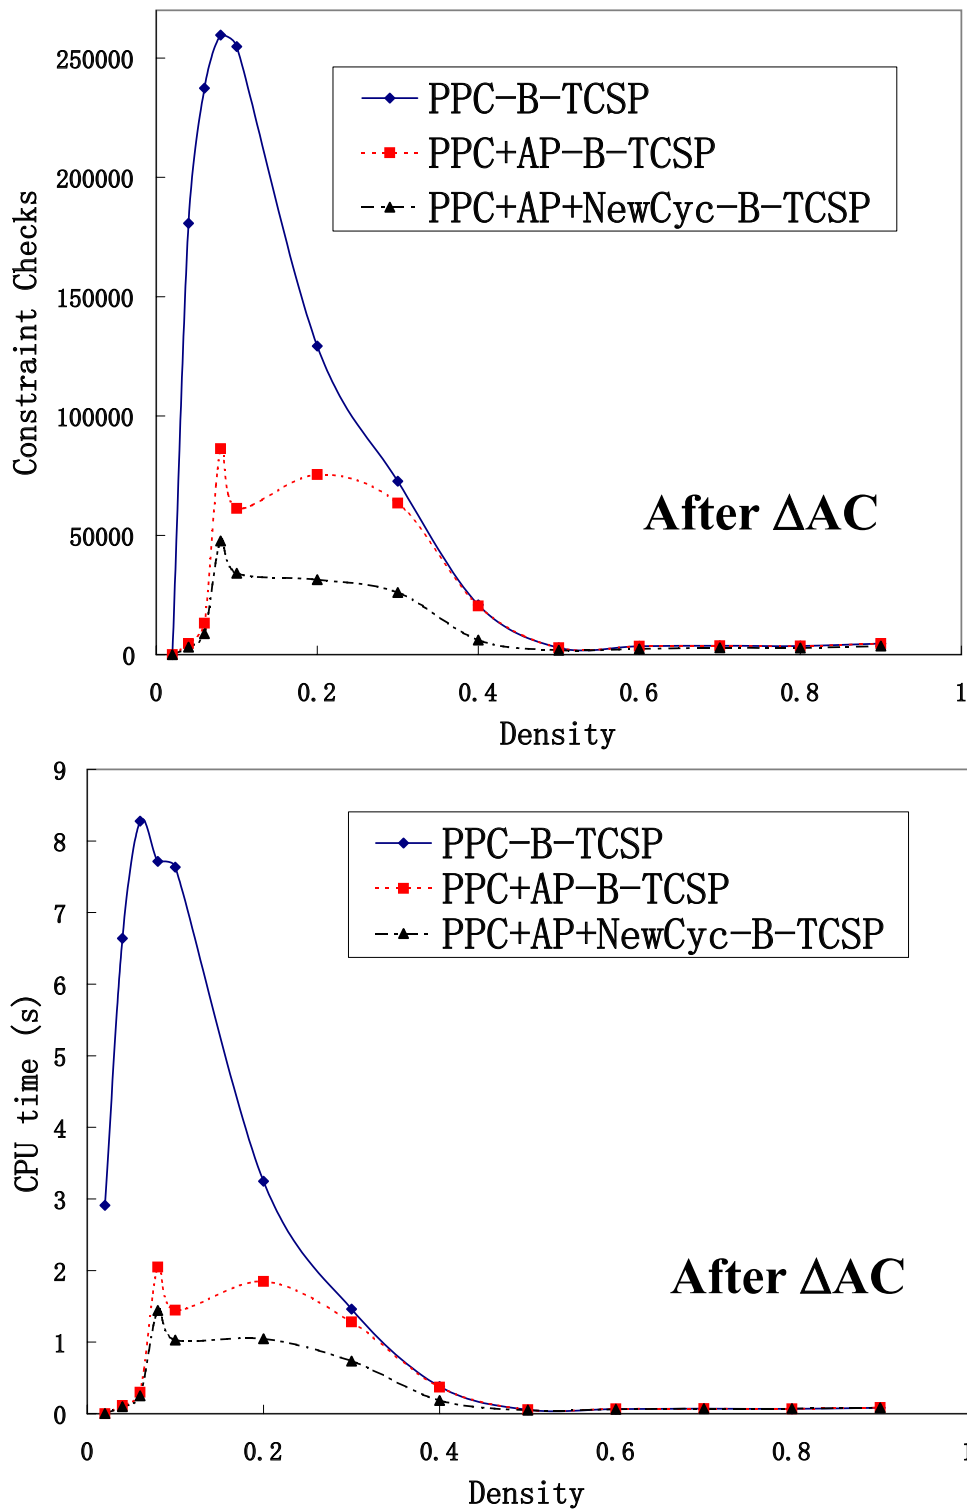 250000
200000
150000
100000
50000
0
Constraint Checks
PPC-B-TCSP
PPC+AP-B-TCSP
PPC+AP+NewCyc-B-TCSP
After ΔAC
0 0.2 0.4 0.6 0.8 1
Density
9
8
7
6
5
4
3
2
1
0
CPU time (s)
PPC-B-TCSP
PPC+AP-B-TCSP
PPC+AP+NewCyc-B-TCSP
After ΔAC
0 0.2 0.4 0.6 0.8 1
Density